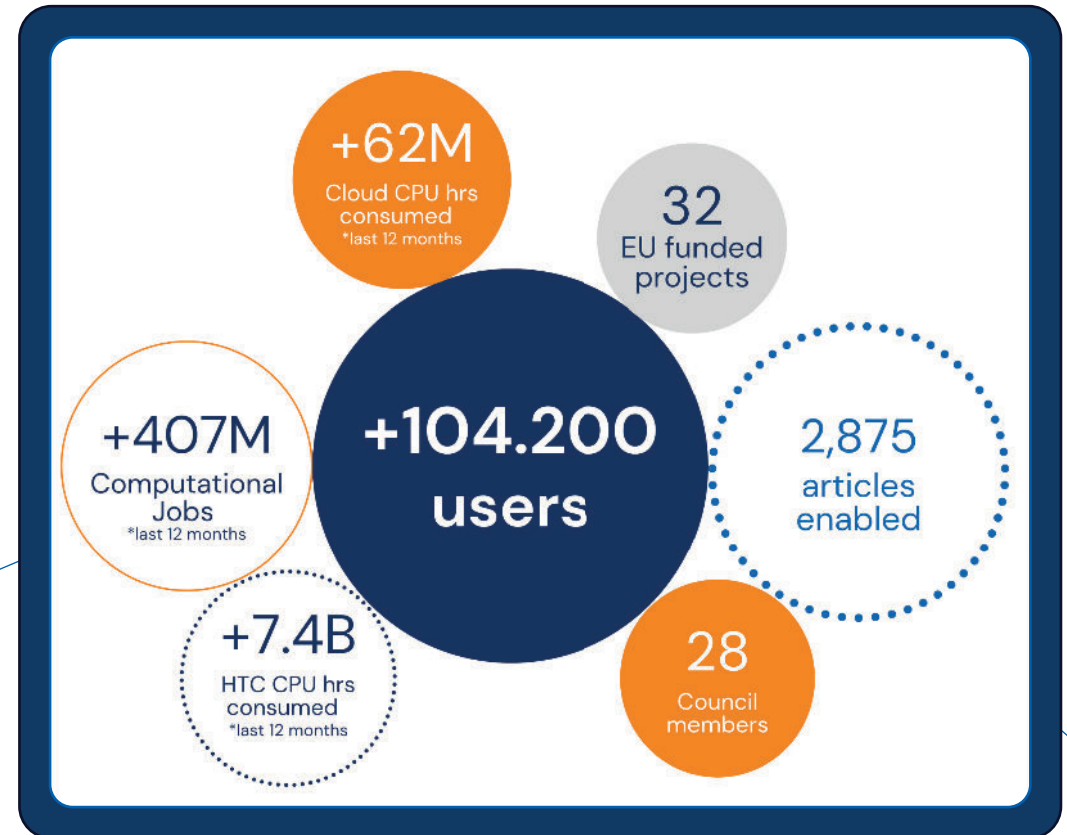 +62M
Cloud CPU hrs
consumed
*last 12 months
32
EU funded
projects
+407M
Computational
Jobs
*last 12 months
+104.200
users
2,875
articles
enabled
+7.4B
HTC CPU hrs
consumed
*last 12 months
28
Council
members